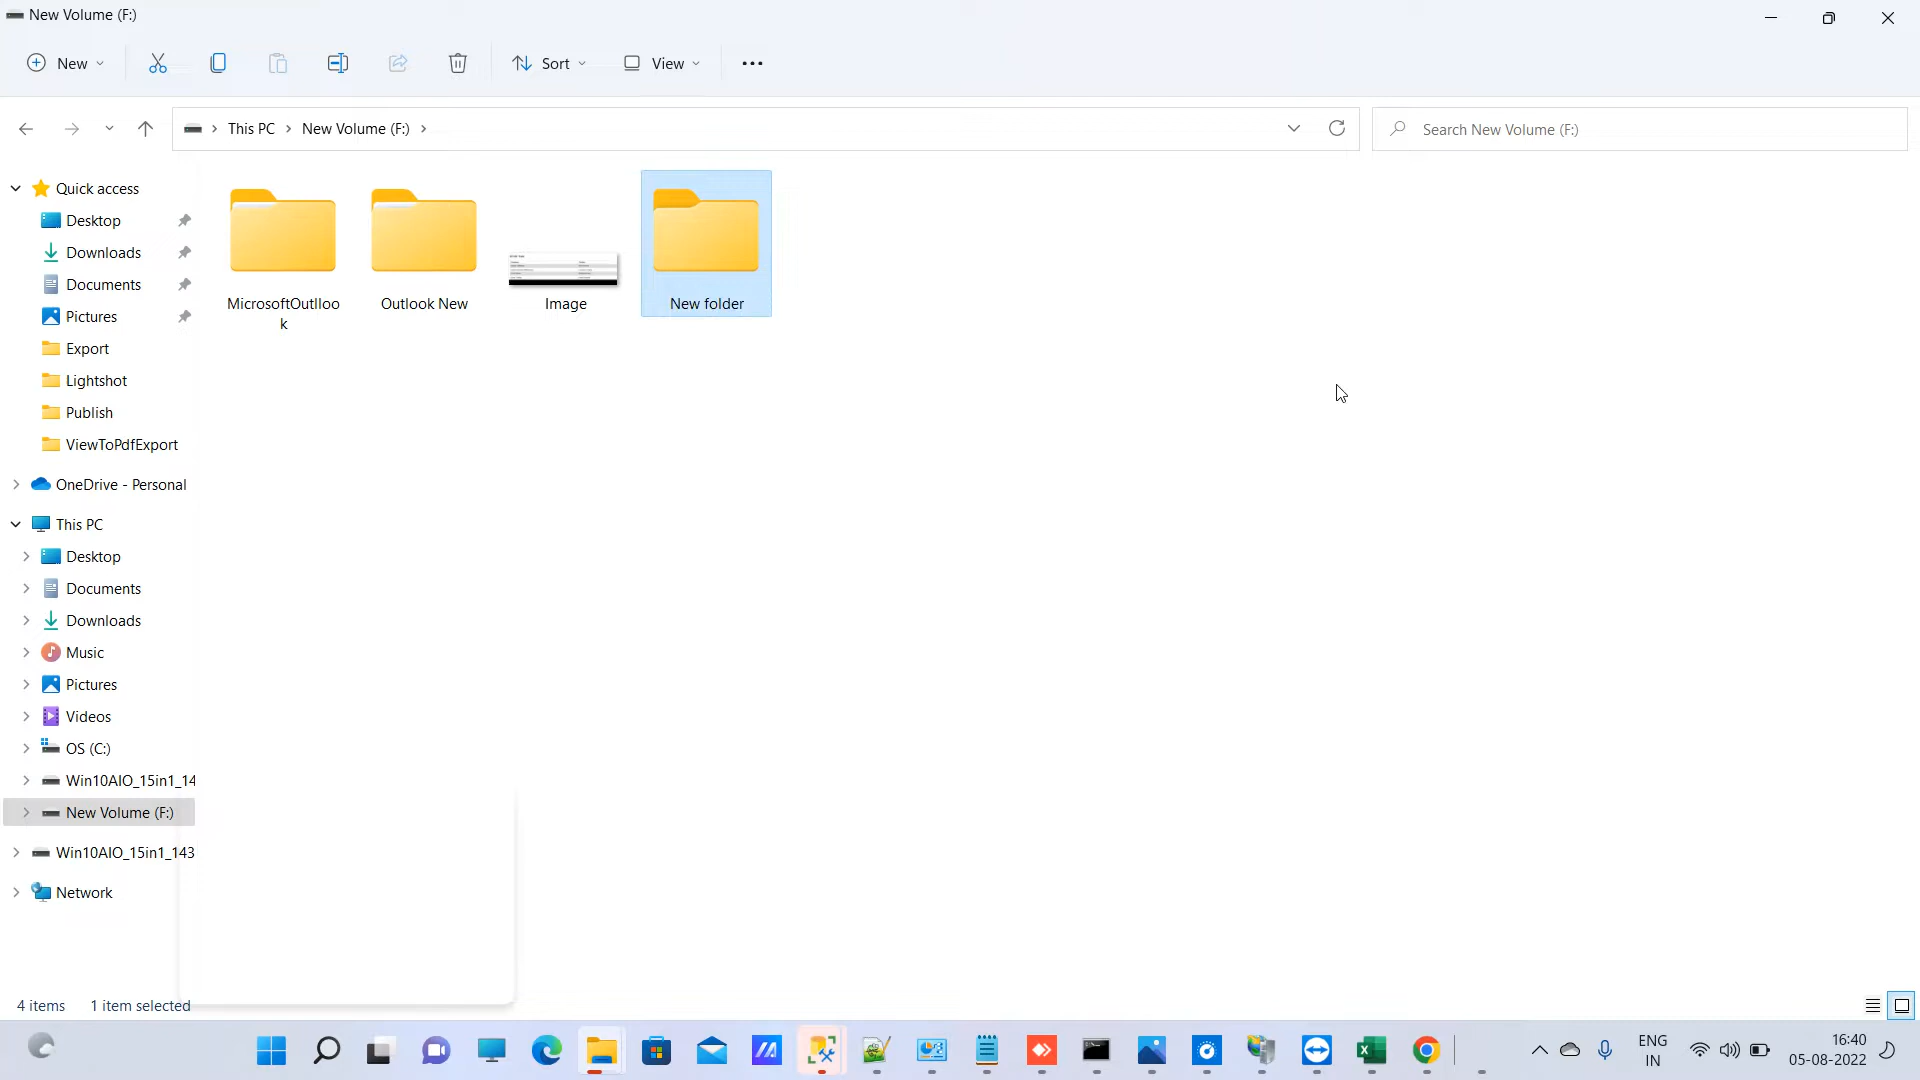 New Volume (F:)
New
Sort
View
This PC
New Volume (F:)
Search New Volume (F:)
Quick access
Desktop
Downloads
Documents
Pictures
Export
Lightshot
Publish
ViewToPdfExport
OneDrive - Personal
This PC
Desktop
Documents
Downloads
Music
Pictures
Videos
OS (C:)
Win10AIO_15in1_14
New Volume (F:)
Win10AIO_15in1_143
Network
MicrosoftOutlloo
k
Outlook New
Image
New folder
4 items 1 item selected
ENG
IN
16:40
05-08-2022